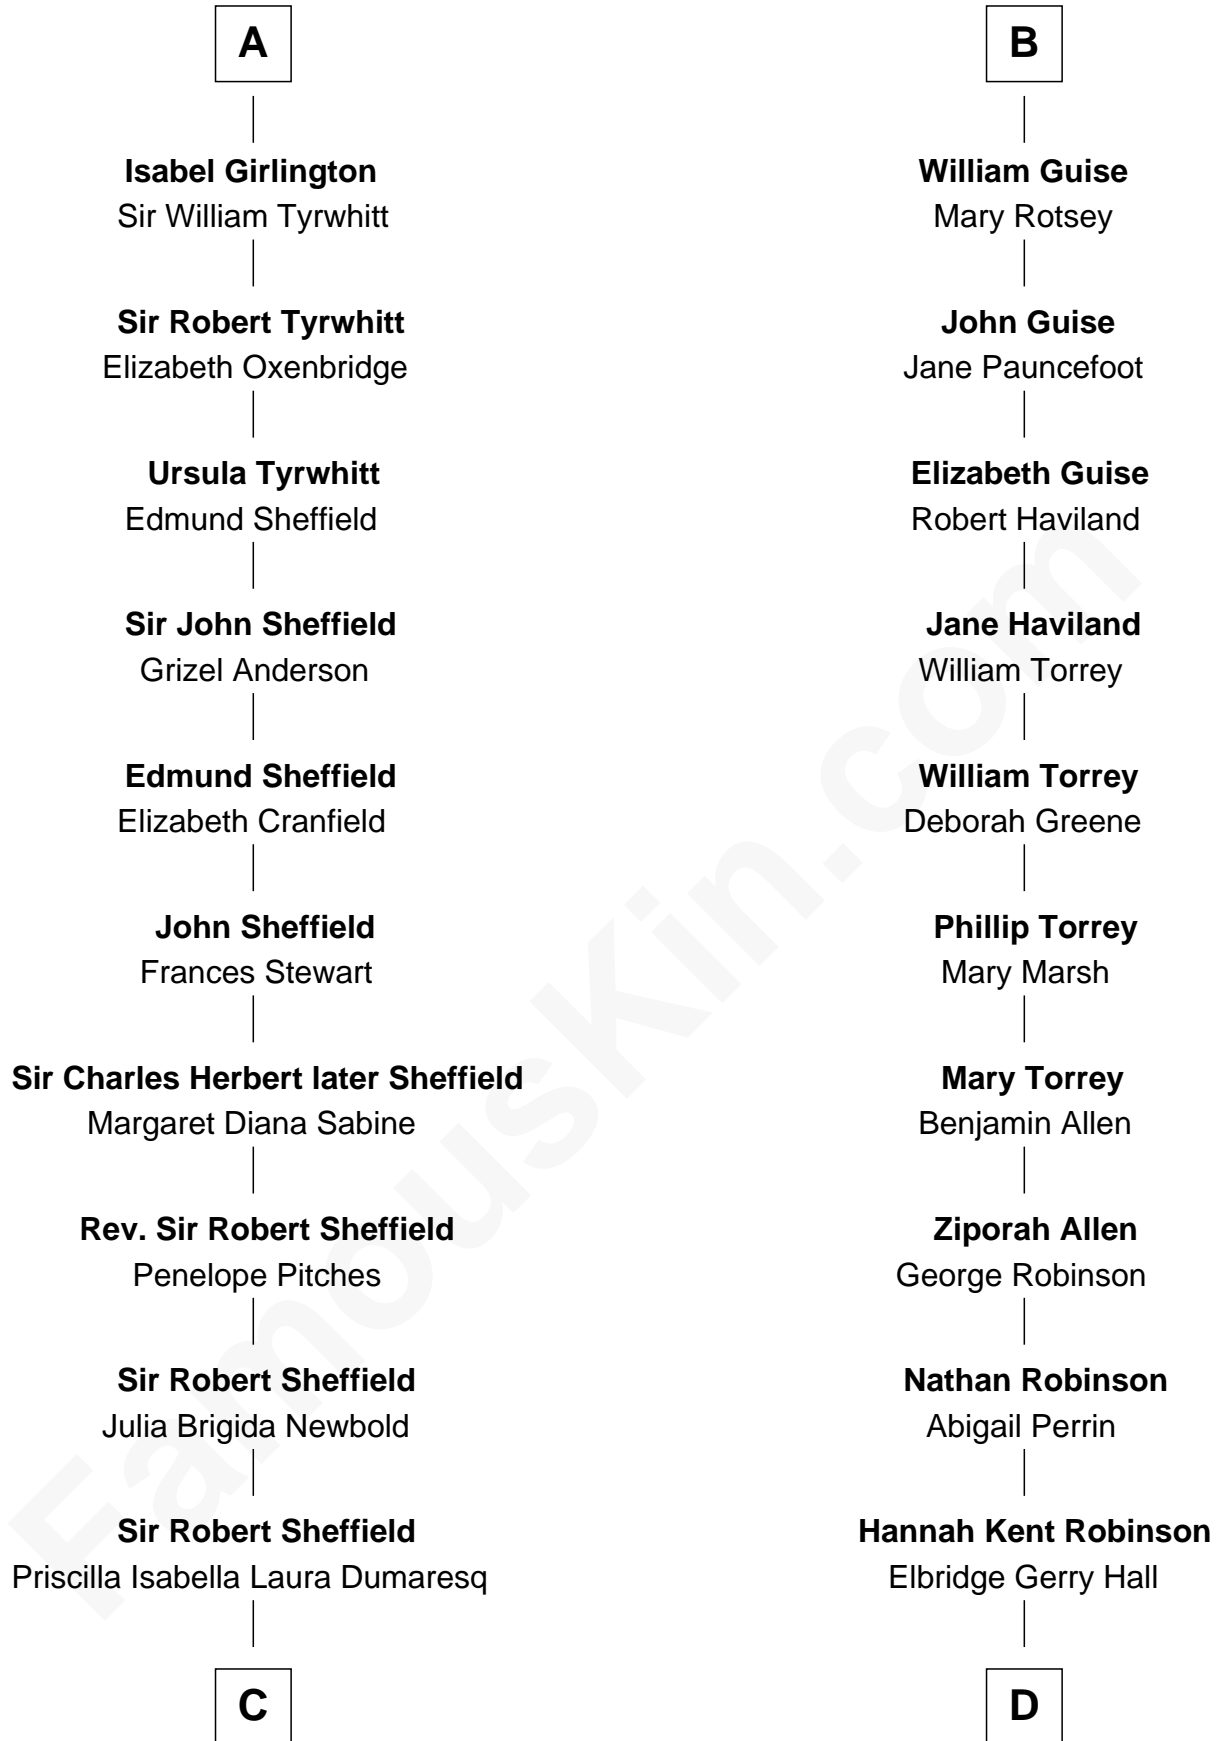 A
Isabel Girlington
Sir William Tyrwhitt
Sir Robert Tyrwhitt
Elizabeth Oxenbridge
Ursula Tyrwhitt
Edmund Sheffield
Sir John Sheffield
Grizel Anderson
Edmund Sheffield
Elizabeth Cranfield
John Sheffield
Frances Stewart
Sir Charles Herbert later Sheffield
Margaret Diana Sabine
Rev. Sir Robert Sheffield
Penelope Pitches
Sir Robert Sheffield
Julia Brigida Newbold
Sir Robert Sheffield
Priscilla Isabella Laura Dumaresq
C
B
William Guise
Mary Rotsey
John Guise
Jane Pauncefoot
Elizabeth Guise
Robert Haviland
Jane Haviland
William Torrey
William Torrey
Deborah Greene
Phillip Torrey
Mary Marsh
Mary Torrey
Benjamin Allen
Ziporah Allen
George Robinson
Nathan Robinson
Abigail Perrin
Hannah Kent Robinson
Elbridge Gerry Hall
D
FamousKin.com